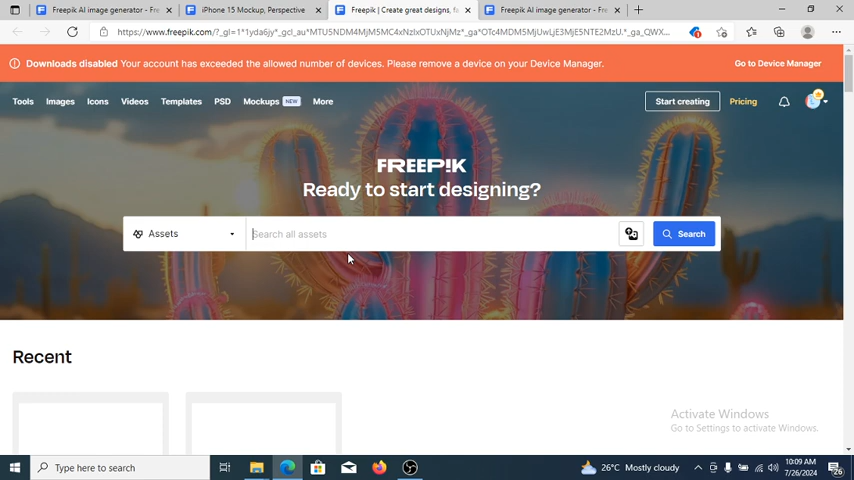 Freepik AI image generator - Fre
iPhone 15 Mockup, Perspective
Freepik | Create great designs, fa
Freepik AI image generator - Fre
Downloads disabled Your account has exceeded the allowed number of devices. Please remove a device on your Device Manager.
Go to Device Manager
Tools
Images
Icons
Videos
Templates
PSD
Mockups NEW
More
Start creating
Pricing
FREEPIK
Ready to start designing?
Assets
Search all assets
Search
Recent
Activate Windows
Go to Settings to activate Windows.
Type here to search
26°C Mostly cloudy
10:09 AM
7/26/2024
26